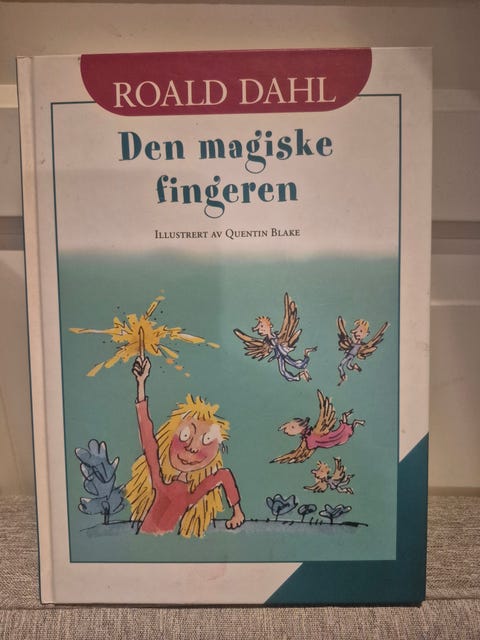 ROALD DAHL
Den magiske
fingeren
Illustrert av Quentin Blake